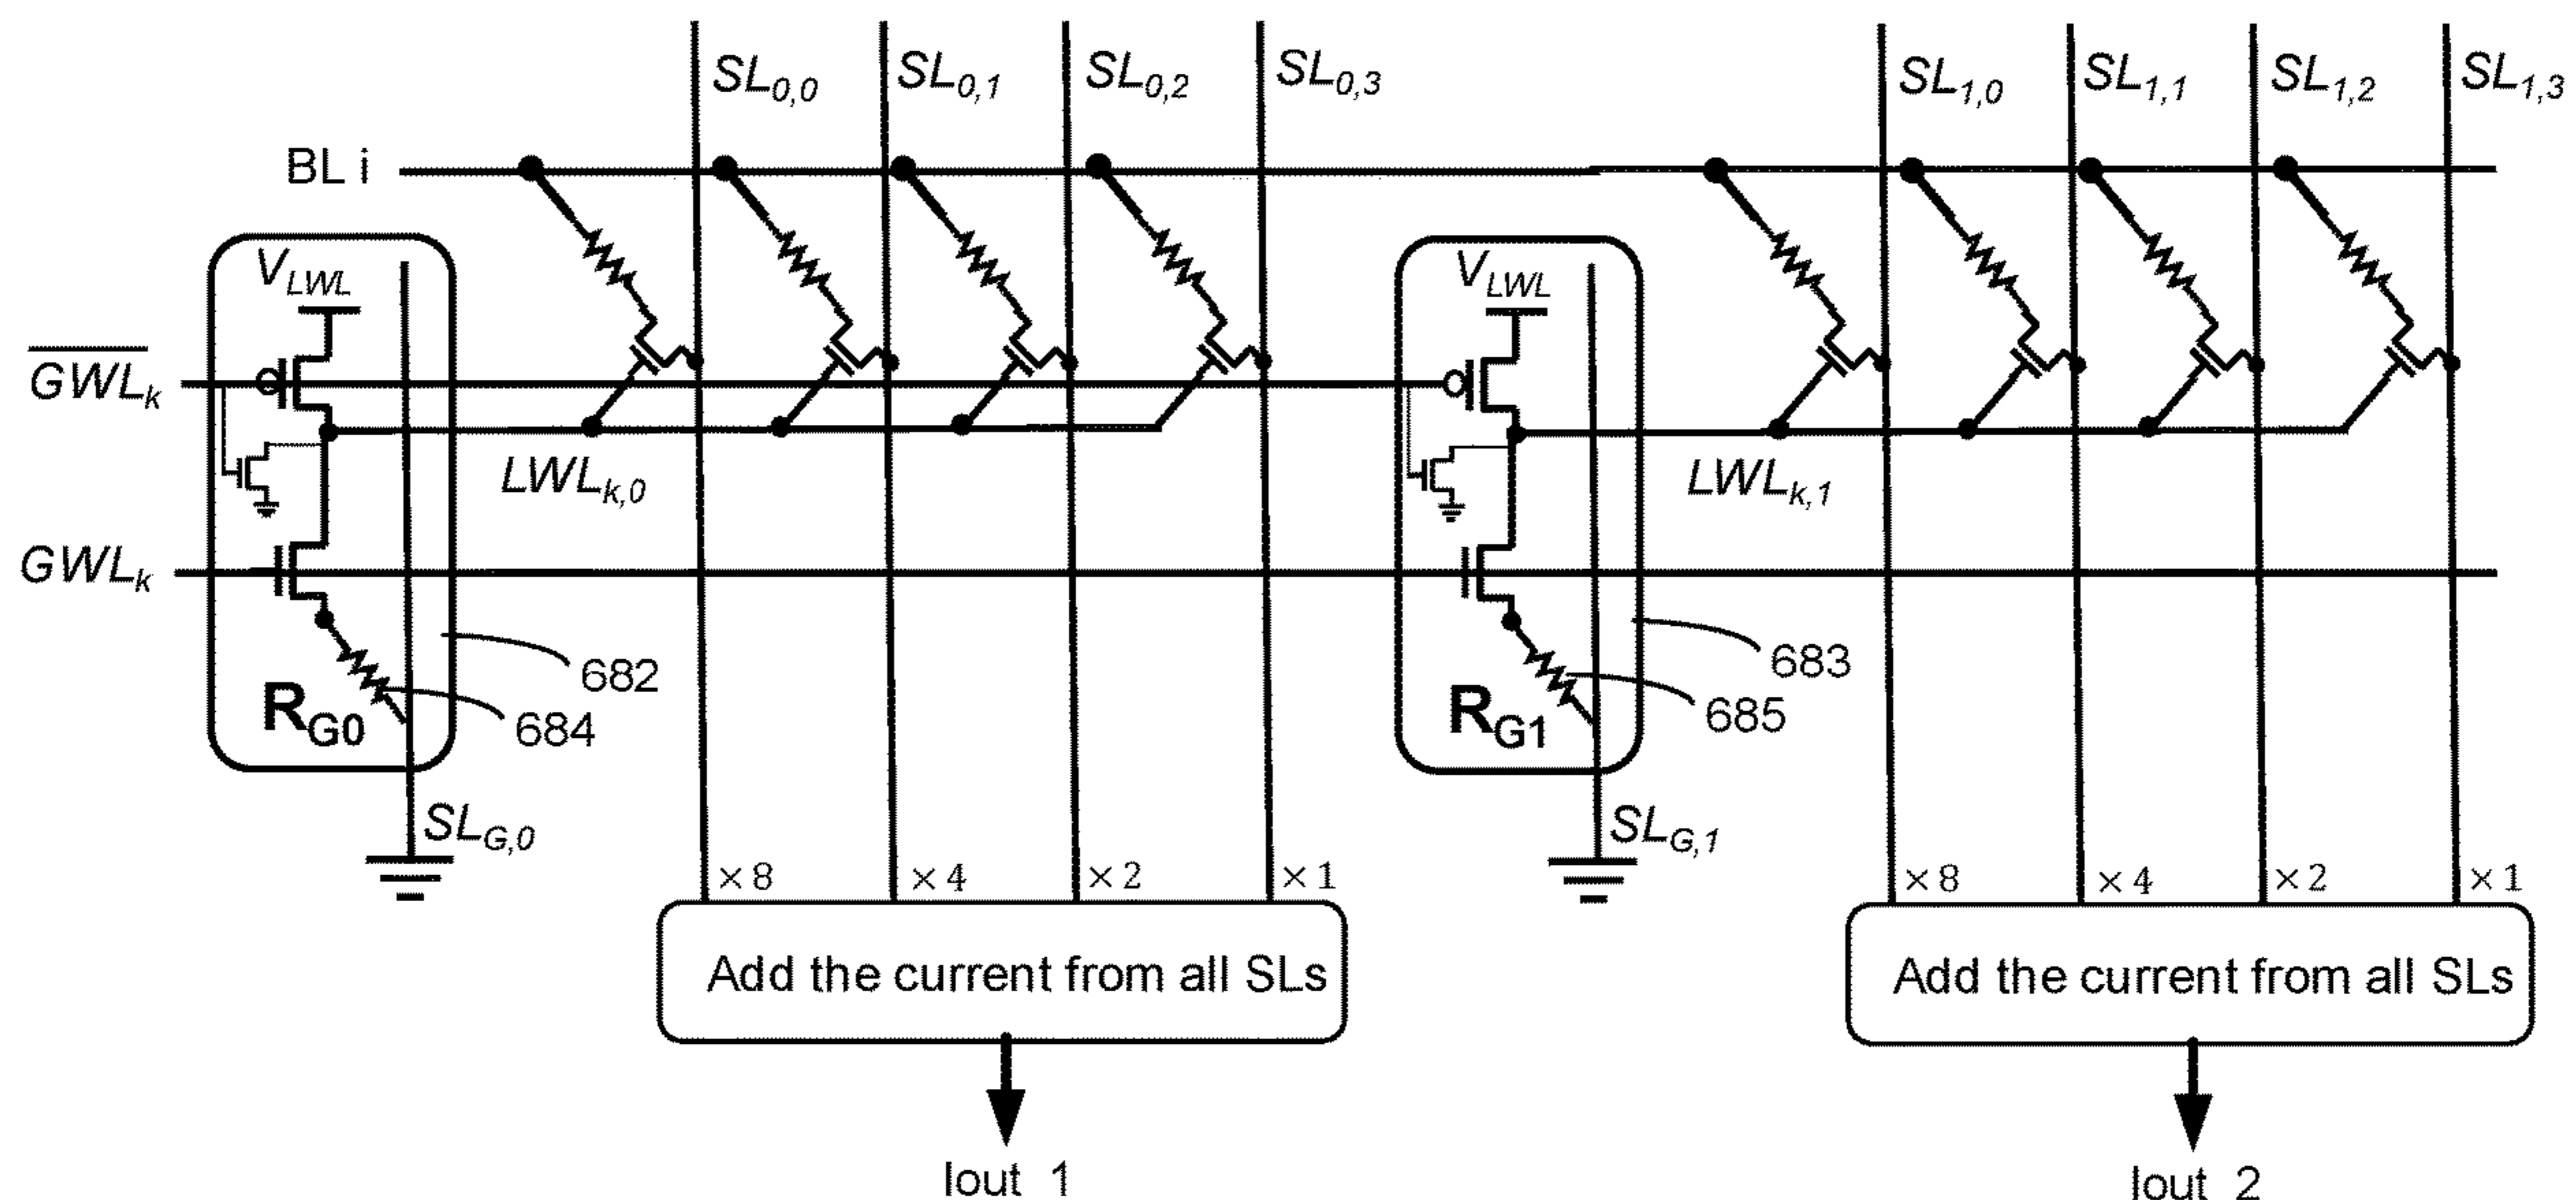 SL0,0 SL0,1 SL0,2 SL0,3 SL1,0 SL1,1 SL1,2 SL1,3
BL i
VLWL VLWL
GWLk
LWLk,0 LWLk,1
GWLk
682 683
RG0 684 RG1 685
SLG,0 SLG,1
×8 ×4 ×2 ×1 ×8 ×4 ×2 ×1
Add the current from all SLs Add the current from all SLs
Iout_1 Iout_2